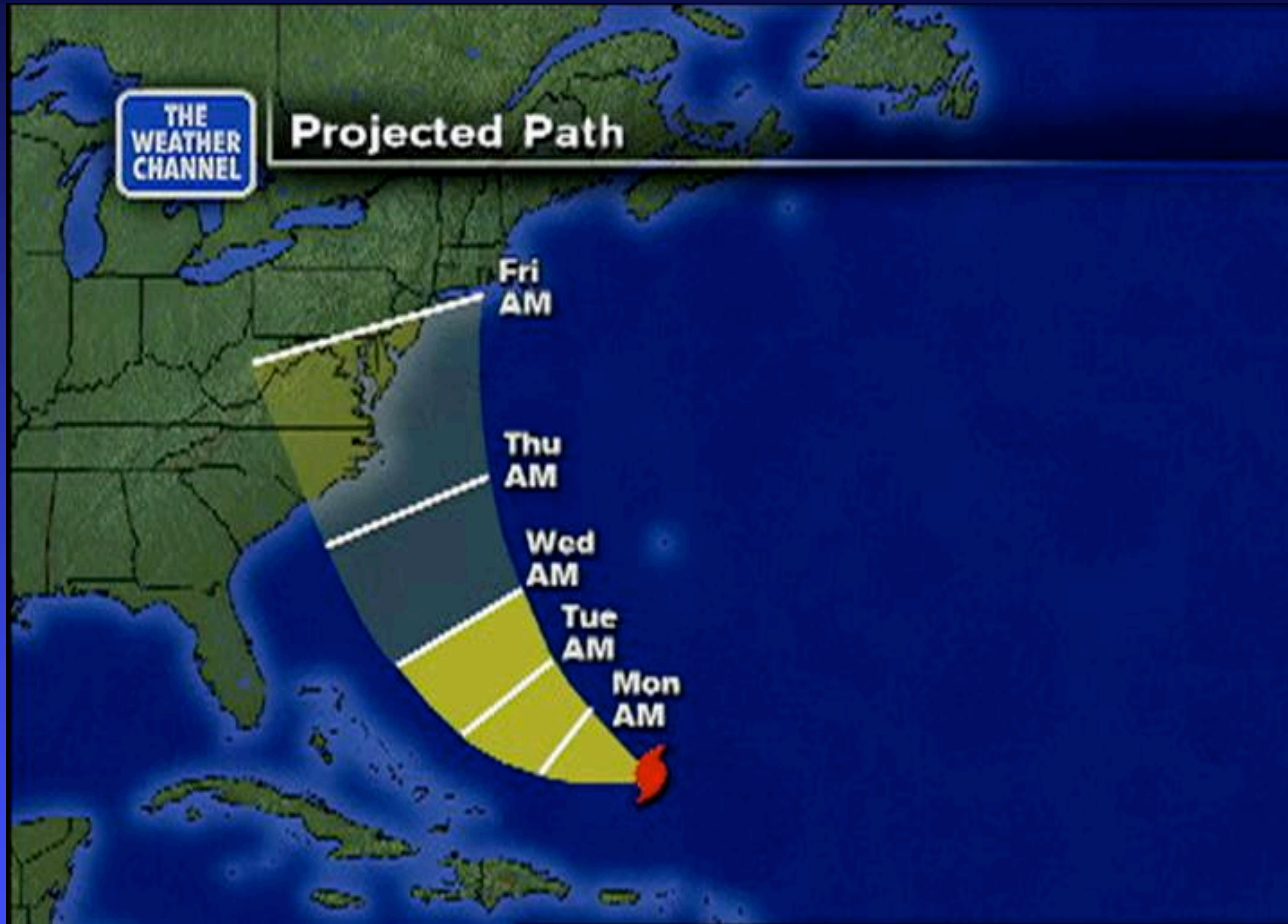 THE
WEATHER
CHANNEL
Projected Path
Fri
AM
Thu
AM
Wed
AM
Tue
AM
Mon
AM